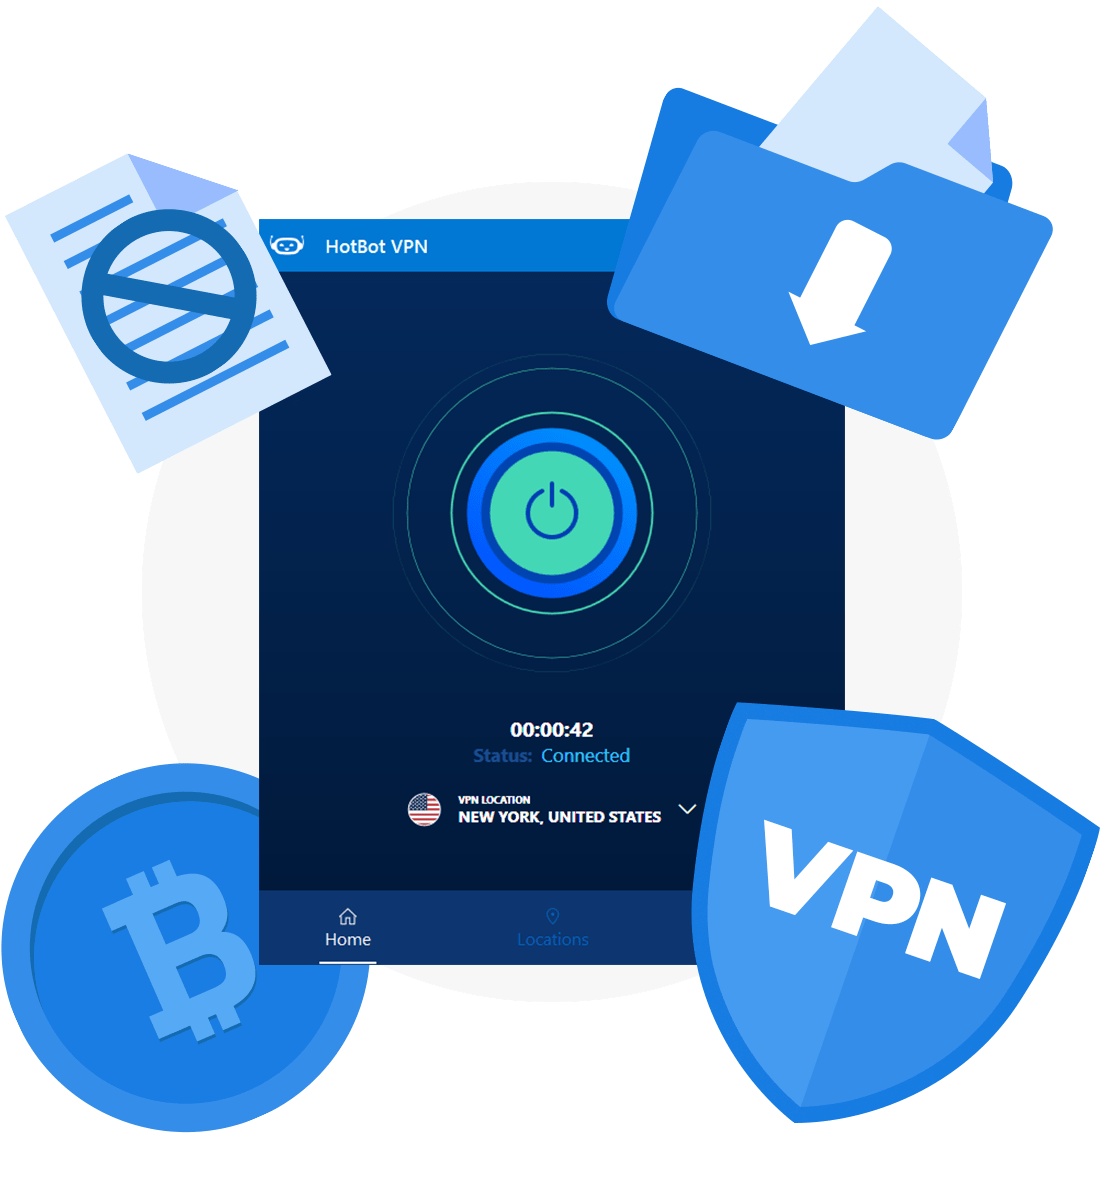 HotBot VPN
00:00:42
Status: Connected
VPN LOCATION
NEW YORK, UNITED STATES
VPN
Home
Locations